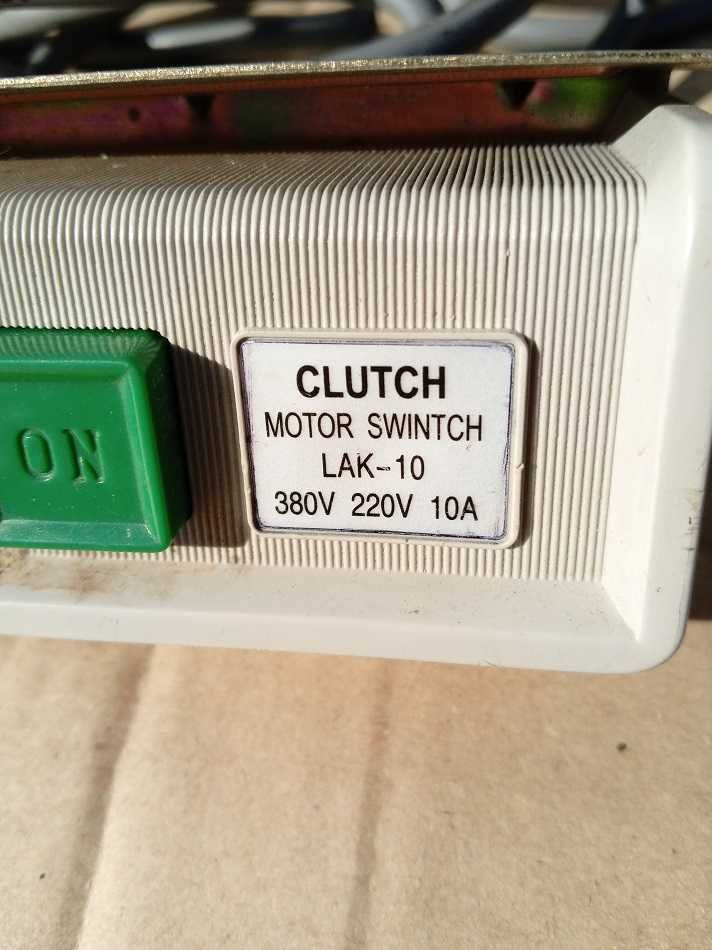 ON
CLUTCH
MOTOR SWINTCH
LAK-10
380V 220V 10A